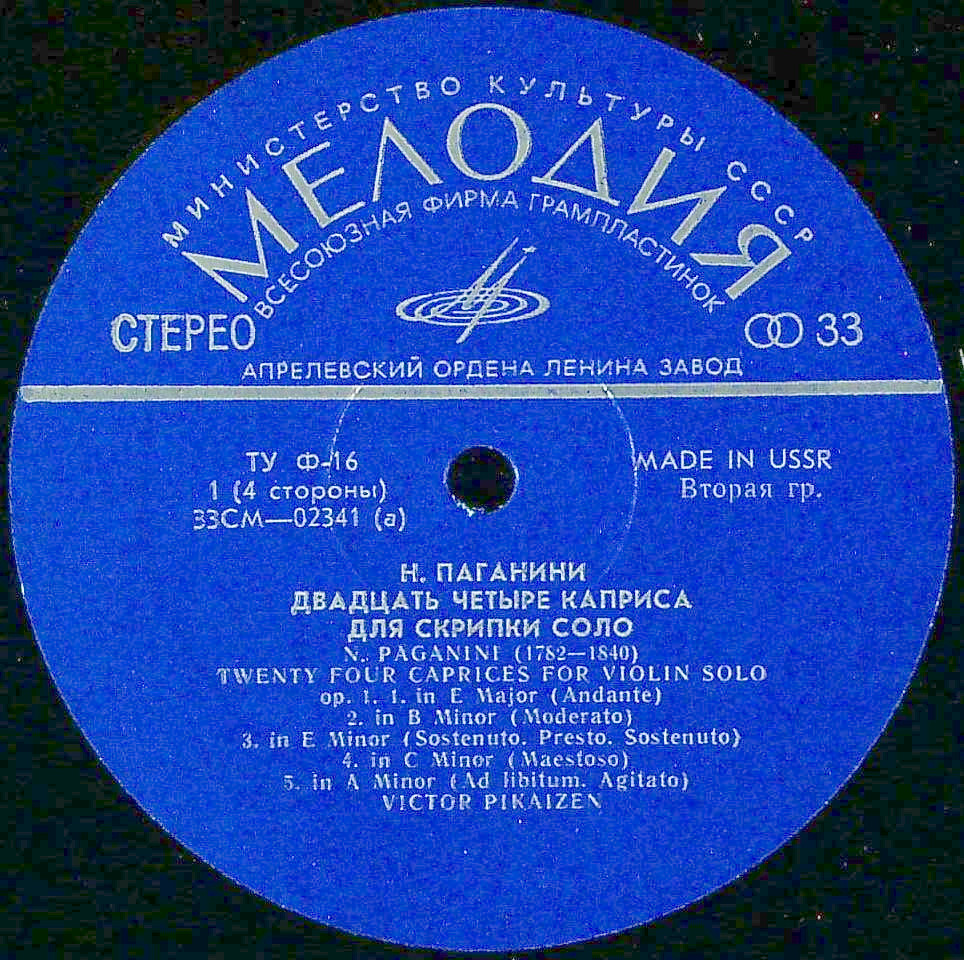 МИНИСТЕРСТВО КУЛЬТУРЫ СССР
МЕЛОДИЯ
ВСЕСОЮЗНАЯ ФИРМА ГРАМПЛАСТИНОК
СТЕРЕО
33
АПРЕЛЕВСКИЙ ОРДЕНА ЛЕНИНА ЗАВОД
ТУ Ф-16
MADE IN USSR
1 (4 стороны)
Вторая гр.
33СМ—02341 (а)
Н. ПАГАНИНИ
ДВАДЦАТЬ ЧЕТЫРЕ КАПРИСА
ДЛЯ СКРИПКИ СОЛО
N. PAGANINI (1782—1840)
TWENTY FOUR CAPRICES FOR VIOLIN SOLO
op. 1. 1. in E Major (Andante)
2. in B Minor (Moderato)
3. in E Minor (Sostenuto. Presto. Sostenuto)
4. in C Minor (Maestoso)
5. in A Minor (Ad libitum. Agitato)
VICTOR PIKAIZEN